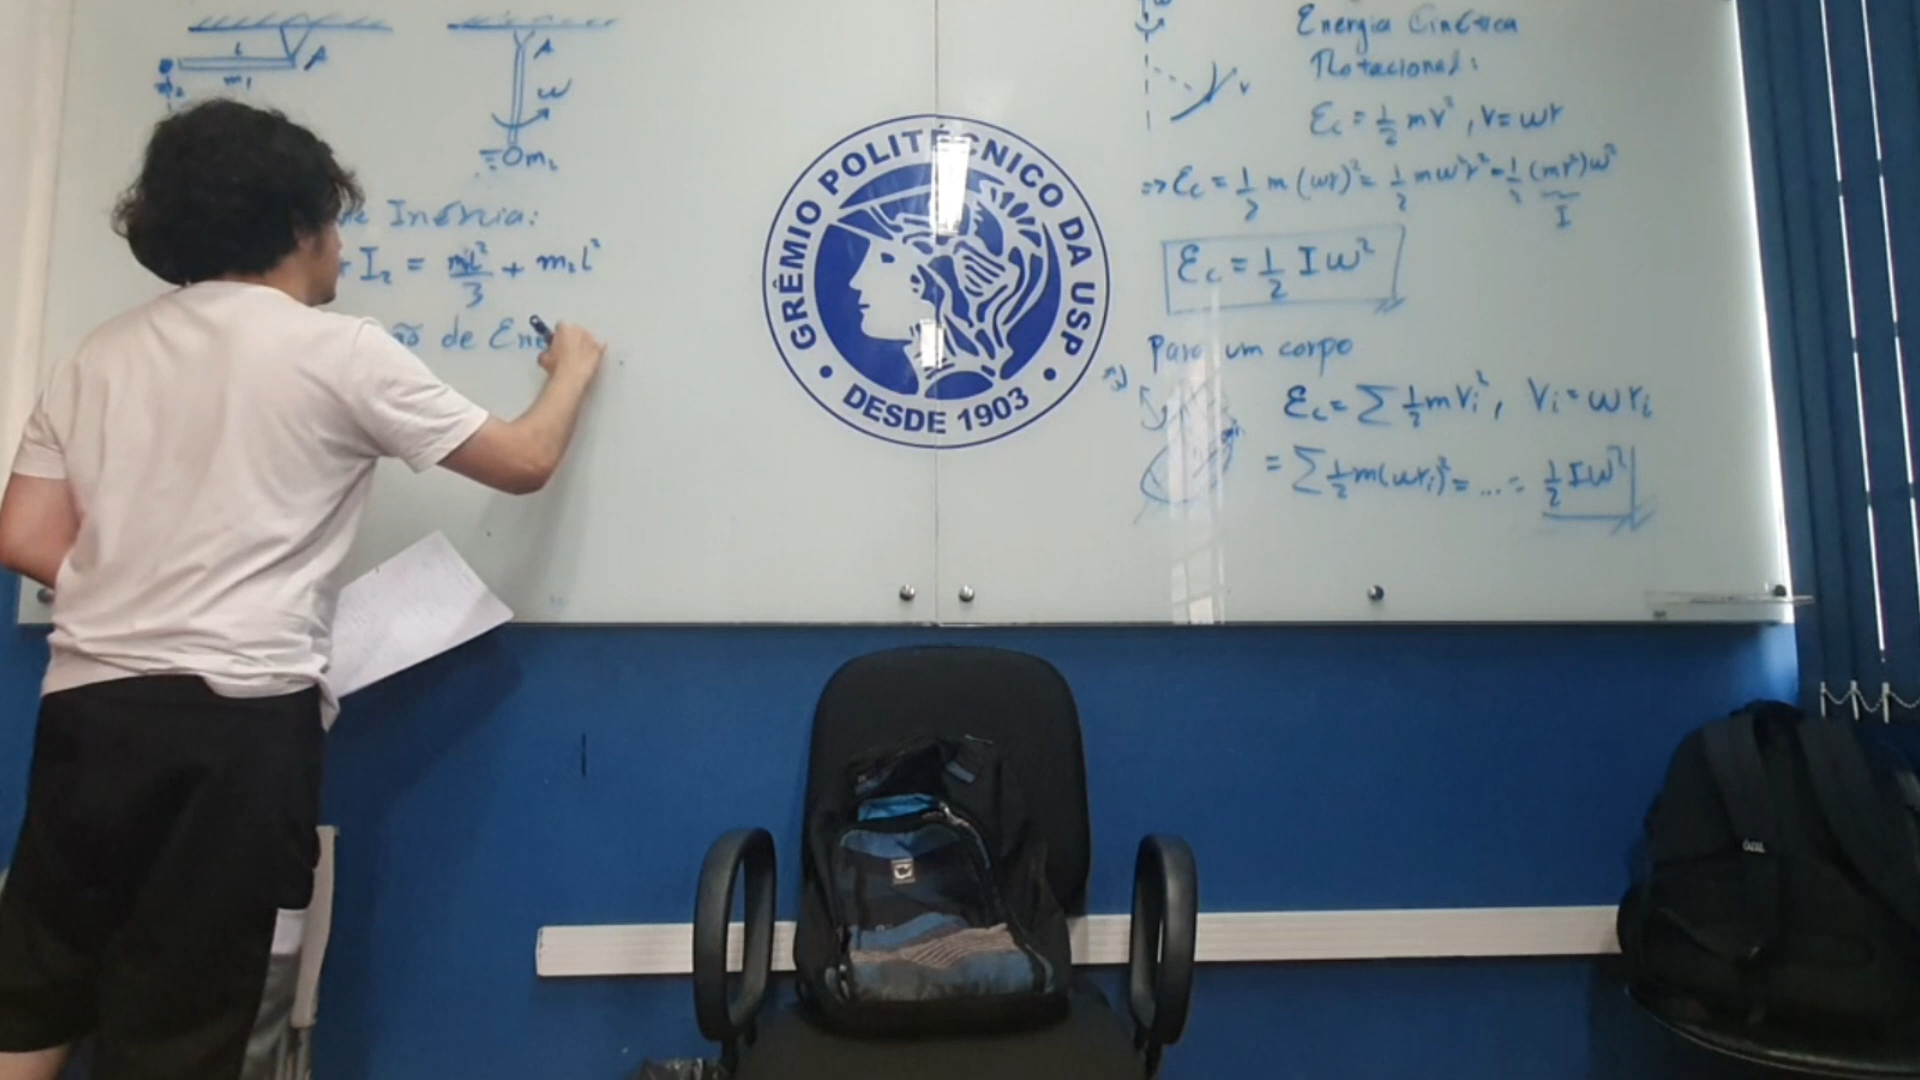 L
A
m₂
m₁
A
ω
m₂
de Inércia:
I₂ = m₁l²/3 + m₂l²
ão de Ene
GRÊMIO POLITÉCNICO DA USP
DESDE 1903
ω
v
Energia Cinética
Rotacional:
Ec = 1/2 mv², v = ωr
=> Ec = 1/2 m (ωr)² = 1/2 mω²r² = 1/2 (mr²)ω²
I
Ec = 1/2 Iω²
Para um corpo
Ec = Σ 1/2 mvi², Vi = ωri
= Σ 1/2 m(ωri)² = ... = 1/2 Iω²